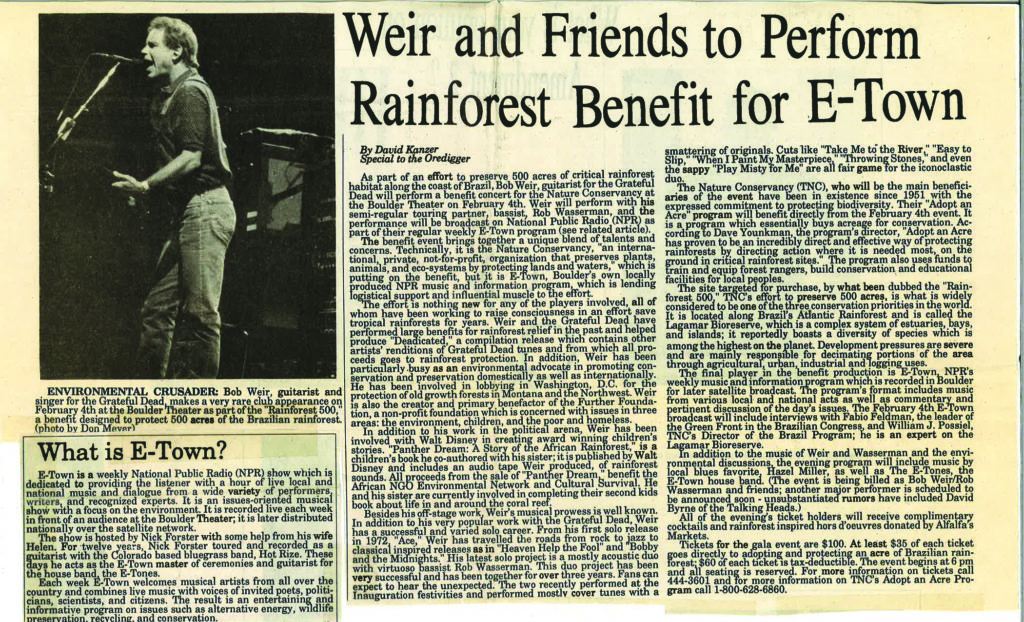 Weir and Friends to Perform
Rainforest Benefit for E-Town
By David Kanzer
Special to the Oredigger
As part of an effort to preserve 500 acres of critical rainforest
habitat along the coast of Brazil, Bob Weir, guitarist for the Grateful
Dead will perform a benefit concert for the Nature Conservancy at
the Boulder Theater on February 4th. Weir will perform with his
semi-regular touring partner, bassist, Rob Wasserman, and the
performance will be broadcast on National Public Radio (NPR) as
part of their regular weekly E-Town program (see related article).
The benefit event brings together a unique blend of talents and
concerns. Technically, it is the Nature Conservancy, "an interna-
tional, private, not-for-profit, organization that preserves plants,
animals, and eco-systems by protecting lands and waters," which is
putting on the benefit, but it is E-Town, Boulder's own locally
produced NPR music and information program, which is lending
logistical support and influential muscle to the effort.
The effort is nothing new for any of the players involved, all of
whom have been working to raise consciousness in an effort save
tropical rainforests for years. Weir and the Grateful Dead have
performed large benefits for rainforest relief in the past and helped
produce "Deadicated," a compilation release which contains other
artists' renditions of Grateful Dead tunes and from which all pro-
ceeds goes to rainforest protection. In addition, Weir has been
particularly busy as an environmental advocate in promoting con-
servation and preservation domestically as well as internationally.
He has been involved in lobbying in Washington, D.C. for the
protection of old growth forests in Montana and the Northwest. Weir
is also the creator and primary benefactor of the Further Founda-
tion, a non-profit foundation which is concerned with issues in three
areas: the environment, children, and the poor and homeless.
In addition to his work in the political arena, Weir has been
involved with Walt Disney in creating award winning children's
stories. "Panther Dream: A Story of the African Rainforest," is a
children's book he co-authored with his sister; it is published by Walt
Disney and includes an audio tape Weir produced, of rainforest
sounds. All proceeds from the sale of "Panther Dream," benefit the
African NGO Environmental Network and Cultural Survival. He
and his sister are currently involved in completing their second kids
book about life in and around the coral reef.
Besides his off-stage work, Weir's musical prowess is well known.
In addition to his very popular work with the Grateful Dead, Weir
has a successful and varied solo career. From his first solo release
in 1972, "Ace," Weir has travelled the roads from rock to jazz to
classical inspired releases as in "Heaven Help the Fool" and "Bobby
and the Midnights." His latest solo project is a mostly acoustic duo
with virtuoso bassist Rob Wasserman. This duo project has been
very successful and has been together for over three years. Fans can
expect to hear the unexpected. The two recently performed at the
Inauguration festivities and performed mostly cover tunes with a
smattering of originals. Cuts like "Take Me to the River," "Easy to
Slip," "When I Paint My Masterpiece," "Throwing Stones," and even
the sappy "Play Misty for Me" are all fair game for the iconoclastic
duo.
The Nature Conservancy (TNC), who will be the main benefici-
aries of the event have been in existence since 1951 with the
expressed commitment to protecting biodiversity. Their "Adopt an
Acre" program will benefit directly from the February 4th event. It
is a program which essentially buys acreage for conservation. Ac-
cording to Dave Younkman, the program's director, "Adopt an Acre
has proven to be an incredibly direct and effective way of protecting
rainforests by directing action where it is needed most, on the
ground in critical rainforest sites." The program also uses funds to
train and equip forest rangers, build conservation and educational
facilities for local peoples.
The site targeted for purchase, by what been dubbed the "Rain-
forest 500," TNC's effort to preserve 500 acres, is what is widely
considered to be one of the three conservation priorities in the world.
It is located along Brazil's Atlantic Rainforest and is called the
Lagamar Bioreserve, which is a complex system of estuaries, bays,
and islands; it reportedly boasts a diversity of species which is
among the highest on the planet. Development pressures are severe
and are mainly responsible for decimating portions of the area
through agricultural, urban, industrial and logging uses.
The final player in the benefit production is E-Town, NPR's
weekly music and information program which is recorded in Boulder
for later satellite broadcast. The program's format includes music
from various local and national acts as well as commentary and
pertinent discussion of the day's issues. The February 4th E-Town
broadcast will include interviews with Fabio Feldman, the leader of
the Green Front in the Brazilian Congress, and William J. Possiel,
TNC's Director of the Brazil Program; he is an expert on the
Lagamar Bioreserve.
In addition to the music of Weir and Wasserman and the envi-
ronmental discussions, the evening program will include music by
local blues favorite, Hazel Miller, as well as The E-Tones, the
E-Town house band. (The event is being billed as Bob Weir/Rob
Wasserman and friends; another major performer is scheduled to
be announced soon - unsubstantiated rumors have included David
Byrne of the Talking Heads.)
All of the evening's ticket holders will receive complimentary
cocktails and rainforest inspired hors d'oeuvres donated by Alfalfa's
Markets.
Tickets for the gala event are $100. At least $35 of each ticket
goes directly to adopting and protecting an acre of Brazilian rain-
forest; $60 of each ticket is tax-deductible. The event begins at 6 pm
and all seating is reserved. For more information on tickets call
444-3601 and for more information on TNC's Adopt an Acre Pro-
gram call 1-800-628-6860.
ENVIRONMENTAL CRUSADER: Bob Weir, guitarist and
singer for the Grateful Dead, makes a very rare club appearance on
February 4th at the Boulder Theater as part of the "Rainforest 500,"
a benefit designed to protect 500 acres of the Brazilian rainforest.
(photo by Don Meyer)
What is E-Town?
E-Town is a weekly National Public Radio (NPR) show which is
dedicated to providing the listener with a hour of live local and
national music and dialogue from a wide variety of performers,
writers, and recognized experts. It is an issues-oriented musical
show with a focus on the environment. It is recorded live each week
in front of an audience at the Boulder Theater; it is later distributed
nationally over the satellite network.
The show is hosted by Nick Forster with some help from his wife
Helen. For twelve years, Nick Forster toured and recorded as a
guitarist with the Colorado based bluegrass band, Hot Rize. These
days he acts as the E-Town master of ceremonies and guitarist for
the house band, the E-Tones.
Each week E-Town welcomes musical artists from all over the
country and combines live music with voices of invited poets, politi-
cians, scientists, and citizens. The result is an entertaining and
informative program on issues such as alternative energy, wildlife
preservation, recycling, and conservation.